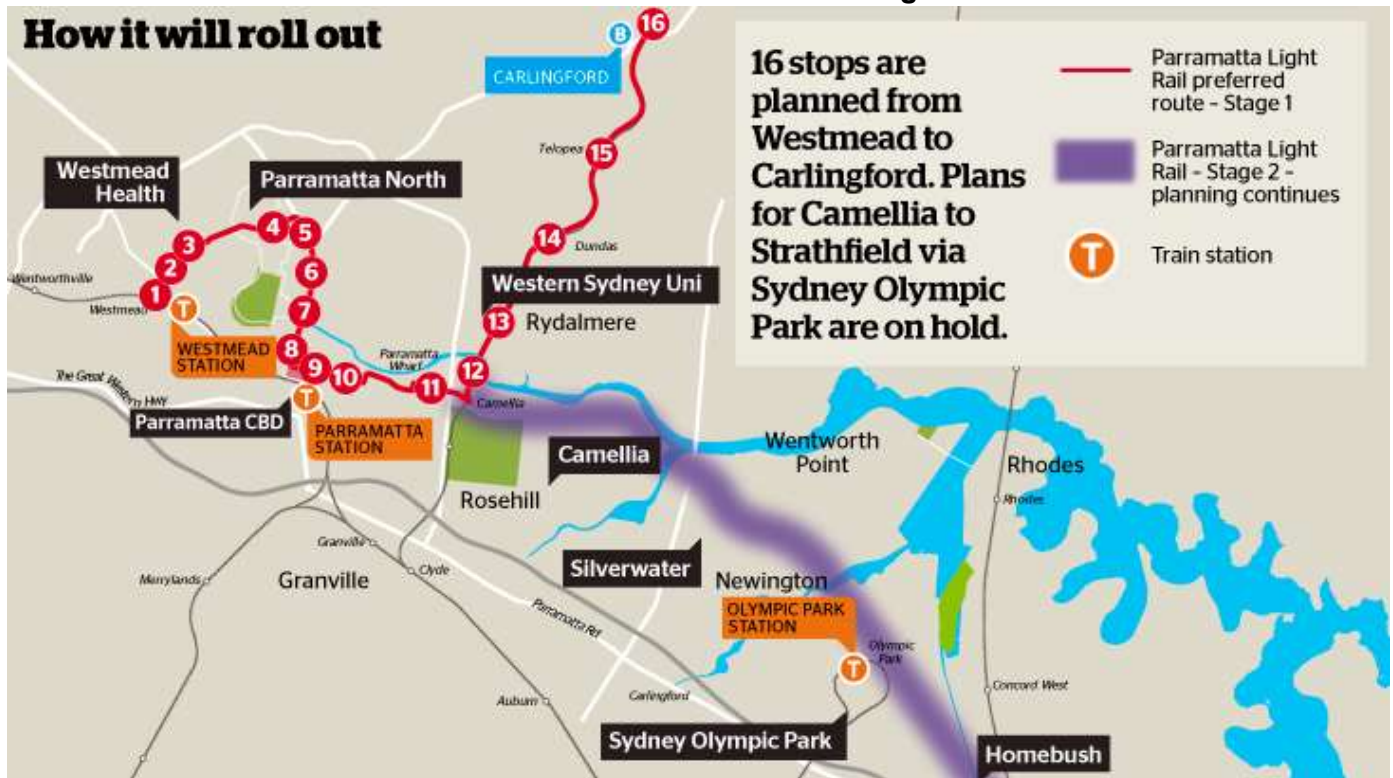 How it will roll out
16
B
CARLINGFORD
16 stops are
planned from
Westmead to
Carlingford. Plans
for Camellia to
Strathfield via
Sydney Olympic
Park are on hold.
Parramatta Light
Rail preferred
route - Stage 1
Parramatta Light
Rail - Stage 2 -
planning continues
T
Train station
Telopea
15
Westmead
Health
Parramatta North
4
5
3
14
Dundas
2
6
Wentworthville
1
Westmead
T
Western Sydney Uni
7
13
Rydalmere
WESTMEAD
STATION
8
9
10
Parramatta
Wharf
11
12
The Great Western HWY
T
Camellia
Parramatta CBD
PARRAMATTA
STATION
Camellia
Wentworth
Point
Rhodes
Rosehill
Rhodes
Granville
Clyde
Merrylands
Granville
Silverwater
Newington
Parramatta Rd
OLYMPIC PARK
STATION
Olympic
Park
T
Carlingford
Auburn
Concord West
Sydney Olympic Park
Homebush